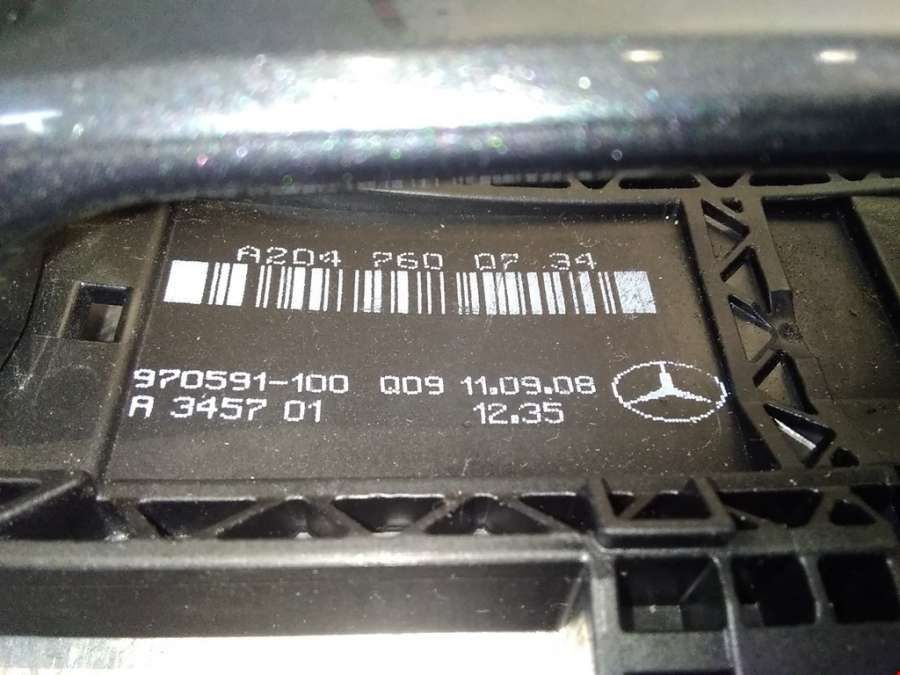 A204 760 07 34
970591-100 Q09 11.09.08
A 3457 01 12.35